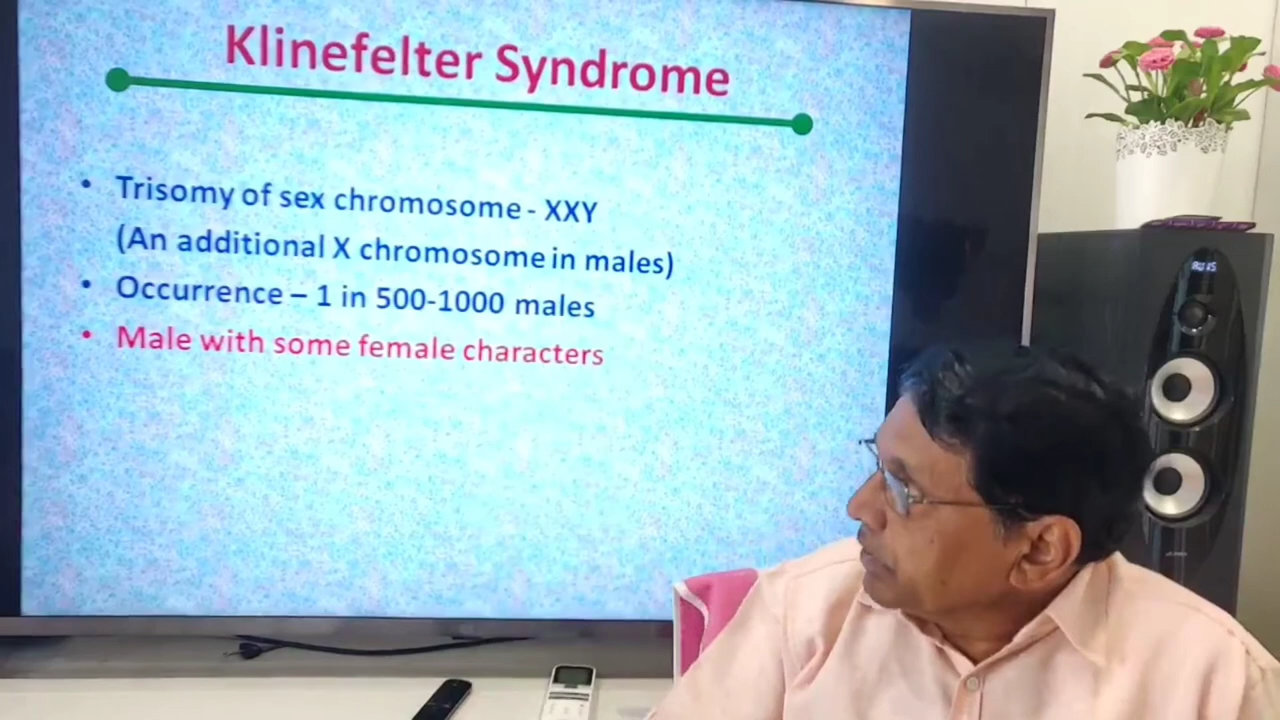 Klinefelter Syndrome
• Trisomy of sex chromosome - XXY
(An additional X chromosome in males)
• Occurrence – 1 in 500-1000 males
• Male with some female characters